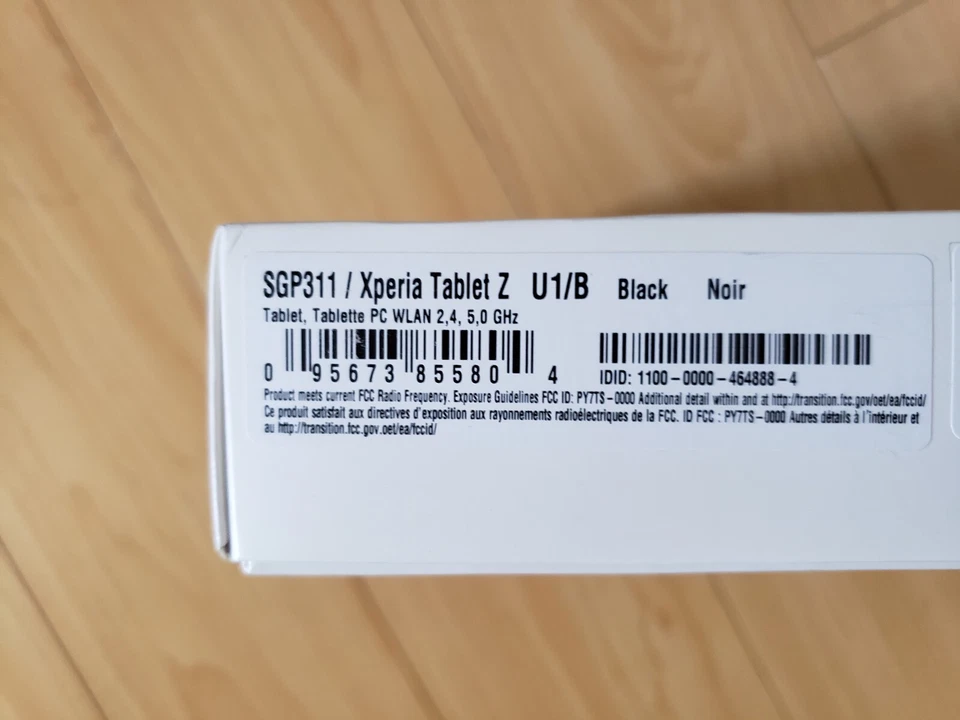 SGP311 / Xperia Tablet Z U1/B Black Noir
Tablet, Tablette PC WLAN 2,4, 5,0 GHz
0 95673 85580 4
IDID: 1100-0000-464888-4
Product meets current FCC Radio Frequency. Exposure Guidelines FCC ID: PY7TS-0000 Additional detail within and at http://transition.fcc.gov/oet/ea/fccid/
Ce produit satisfait aux directives d'exposition aux rayonnements radioélectriques de la FCC. ID FCC : PY7TS-0000 Autres détails à l'intérieur et
au http://transition.fcc.gov.oet/ea/fccid/